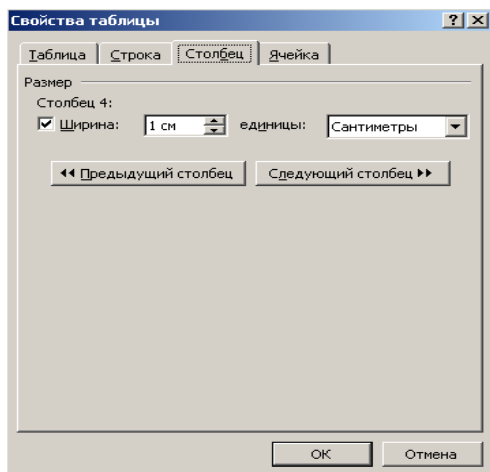 Свойства таблицы
Таблица Строка Столбец Ячейка
Размер
Столбец 4:
Ширина: 1 см единицы: Сантиметры
Предыдущий столбец Следующий столбец
ОК Отмена